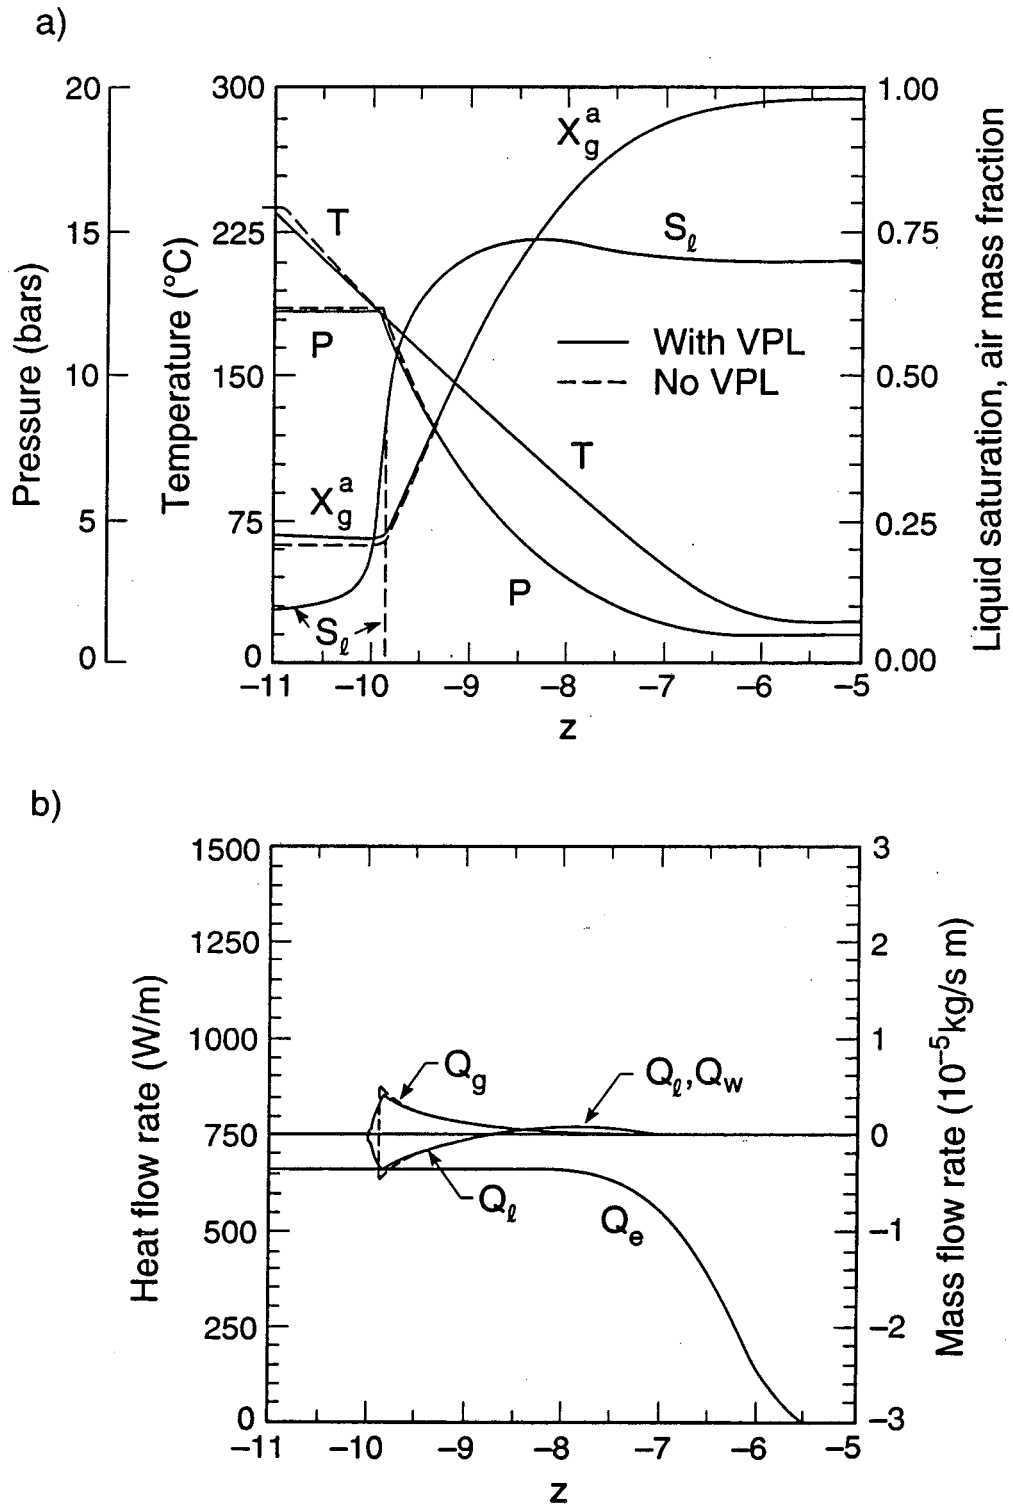 a)
20
15
10
5
0
Pressure (bars)
300
225
150
75
0
Temperature (°C)
1.00
0.75
0.50
0.25
0.00
Liquid saturation, air mass fraction
X_g^a
T
S_ℓ
P
With VPL
No VPL
T
X_g^a
P
S_ℓ
–11 –10 –9 –8 –7 –6 –5
z
b)
1500
1250
1000
750
500
250
0
Heat flow rate (W/m)
3
2
1
0
–1
–2
–3
Mass flow rate (10⁻⁵kg/s m)
Q_g
Q_ℓ,Q_w
Q_ℓ
Q_e
–11 –10 –9 –8 –7 –6 –5
z